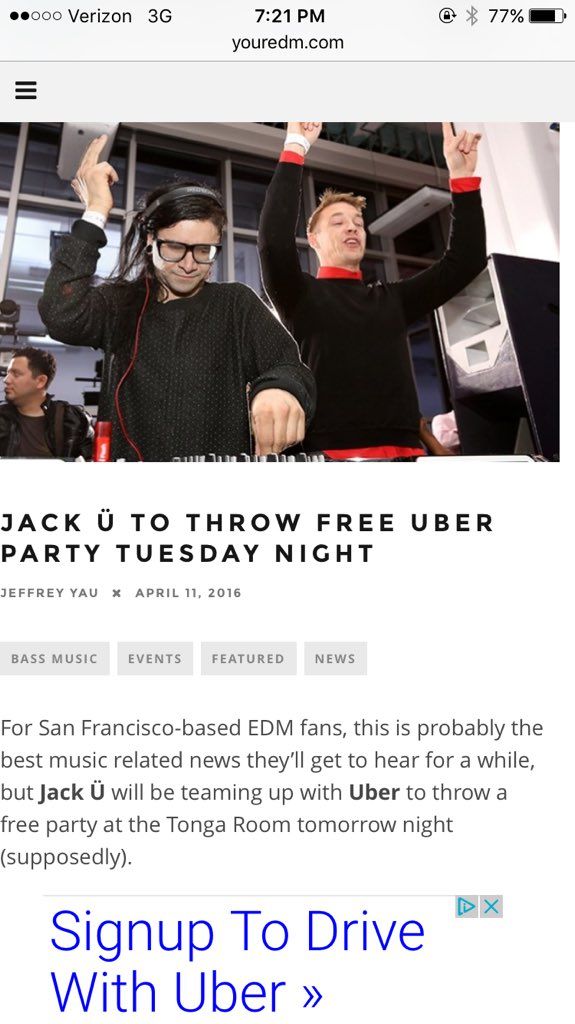 Verizon 3G 7:21 PM 77%
youredm.com
JACK Ü TO THROW FREE UBER
PARTY TUESDAY NIGHT
JEFFREY YAU × APRIL 11, 2016
BASS MUSIC EVENTS FEATURED NEWS
For San Francisco-based EDM fans, this is probably the
best music related news they'll get to hear for a while,
but Jack Ü will be teaming up with Uber to throw a
free party at the Tonga Room tomorrow night
(supposedly).
Signup To Drive
With Uber »